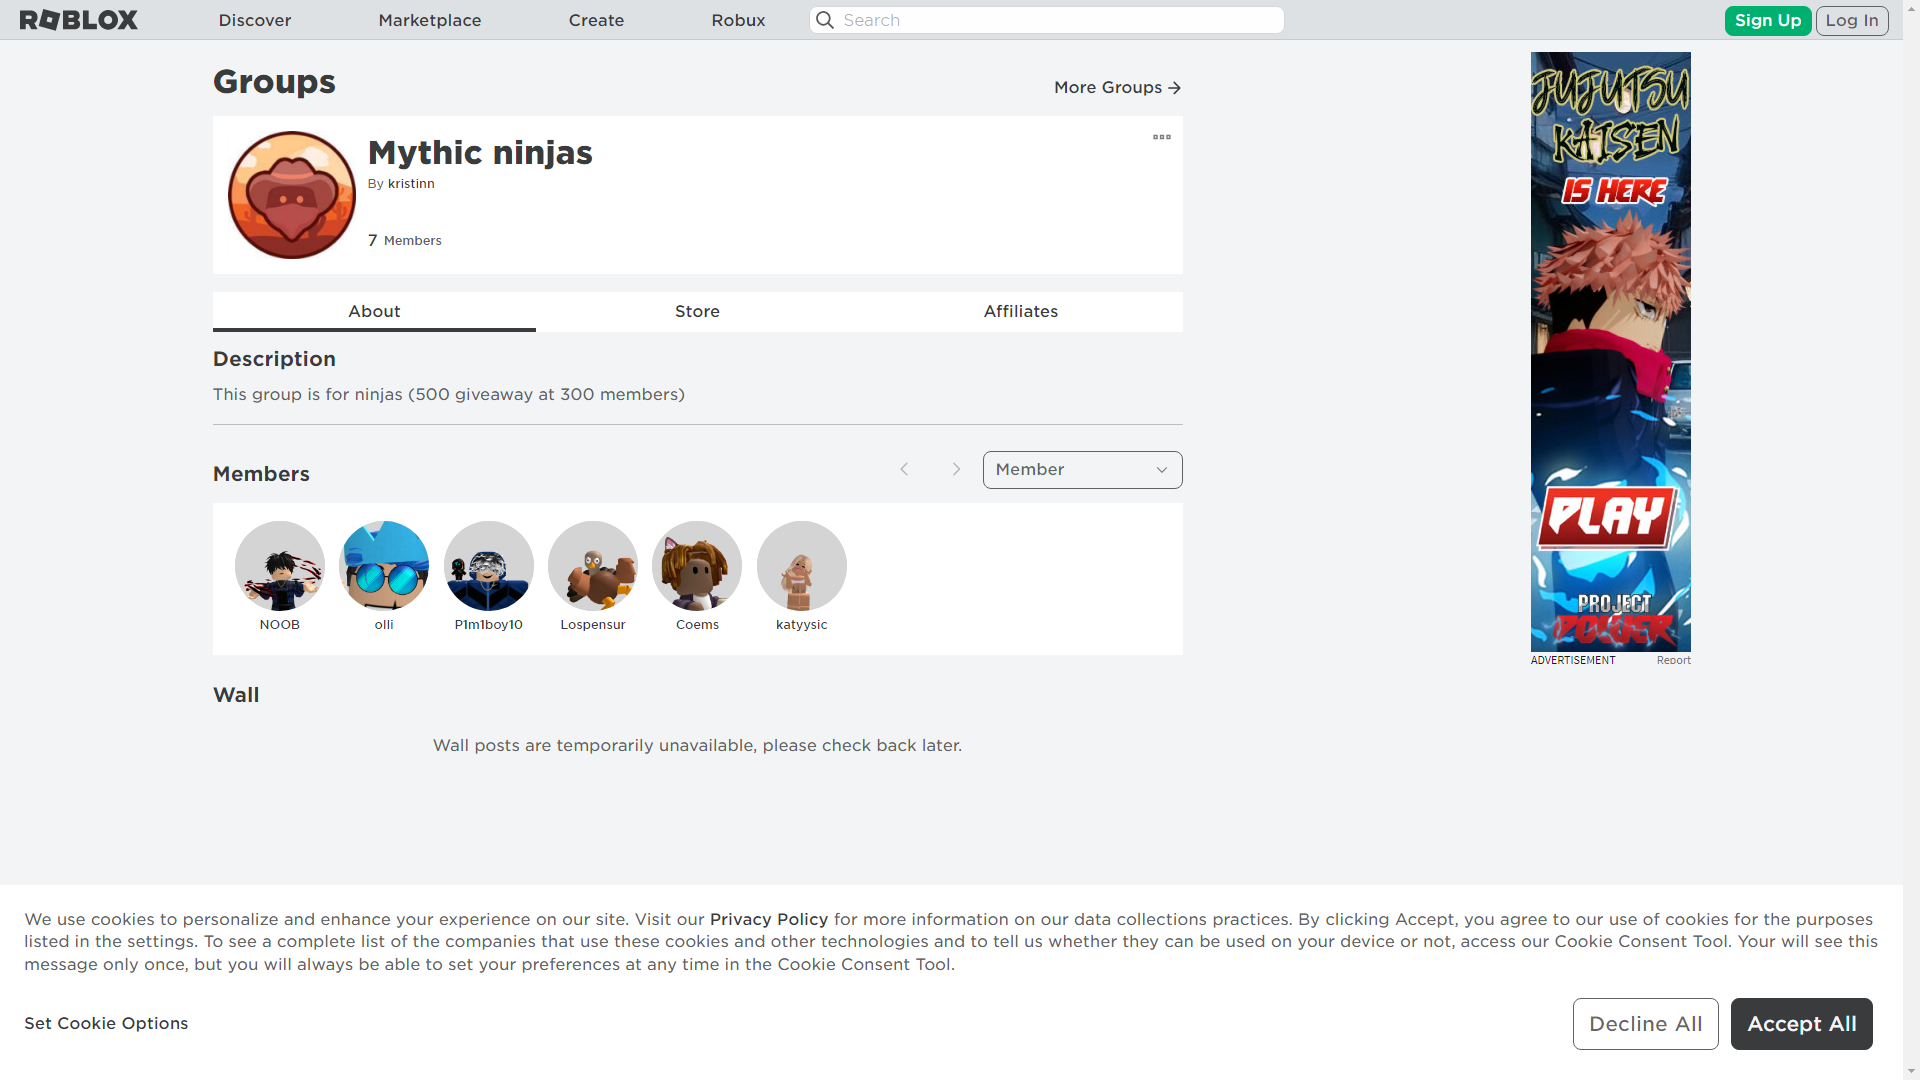 ROBLOX
Discover
Marketplace
Create
Robux
Search
Sign Up
Log In
Groups
More Groups
Mythic ninjas
By kristinn
7 Members
About
Store
Affiliates
Description
This group is for ninjas (500 giveaway at 300 members)
Members
Member
NOOB
olli
P1m1boy10
Lospensur
Coems
katyysic
Wall
Wall posts are temporarily unavailable, please check back later.
JUJUTSU
KAISEN
IS HERE
PLAY
PROJECT
POWER
ADVERTISEMENT
Report
We use cookies to personalize and enhance your experience on our site. Visit our Privacy Policy for more information on our data collections practices. By clicking Accept, you agree to our use of cookies for the purposes
listed in the settings. To see a complete list of the companies that use these cookies and other technologies and to tell us whether they can be used on your device or not, access our Cookie Consent Tool. Your will see this
message only once, but you will always be able to set your preferences at any time in the Cookie Consent Tool.
Set Cookie Options
Decline All
Accept All